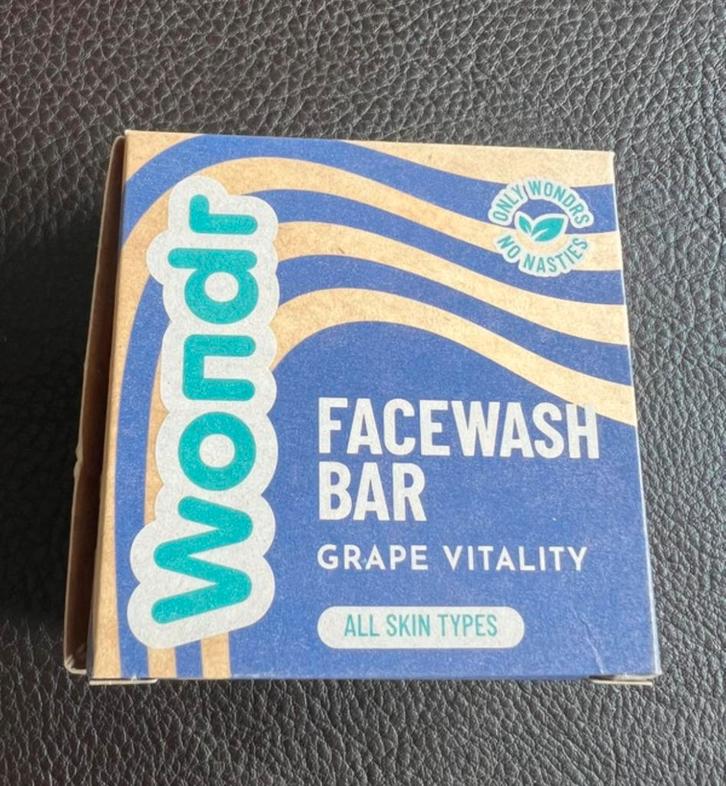 wondr
ONLY WONDRS
NO NASTIES
FACEWASH
BAR
GRAPE VITALITY
ALL SKIN TYPES